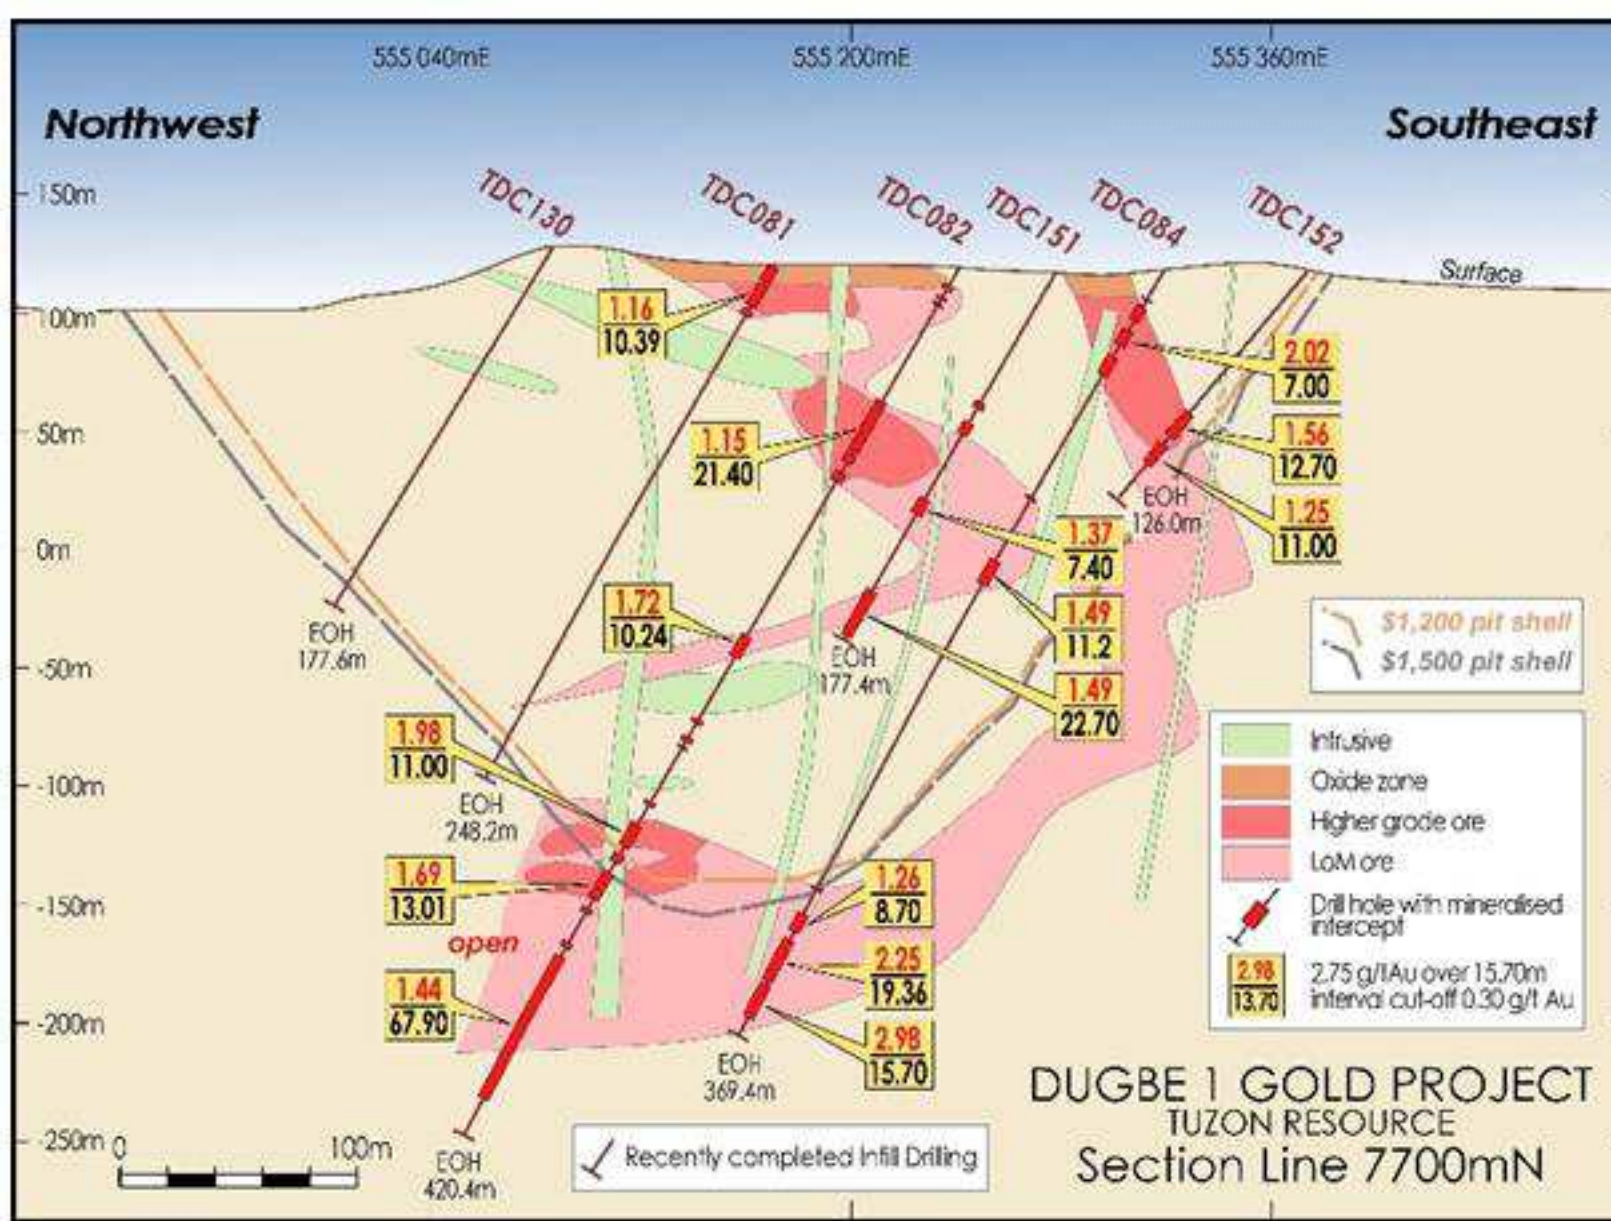 555 040mE
555 200mE
555 360mE
Northwest
Southeast
150m
100m
50m
0m
-50m
-100m
-150m
-200m
-250m
TDC130
TDC081
TDC082
TDC151
TDC084
TDC152
Surface
1.16
10.39
2.02
7.00
1.15
21.40
1.56
12.70
1.25
11.00
EOH
126.0m
1.37
7.40
1.72
10.24
1.49
11.2
EOH
177.6m
EOH
177.4m
1.49
22.70
$1,200 pit shell
$1,500 pit shell
1.98
11.00
EOH
248.2m
1.69
13.01
open
1.44
67.90
1.26
8.70
2.25
19.36
2.98
15.70
EOH
369.4m
EOH
420.4m
Intrusive
Oxide zone
Higher grade ore
LoM ore
Drill hole with mineralised
intercept
2.98
13.70
2.75 g/tAu over 15.70m
interval cut-off 0.30 g/t Au
0
100m
Recently completed Infill Drilling
DUGBE 1 GOLD PROJECT
TUZON RESOURCE
Section Line 7700mN